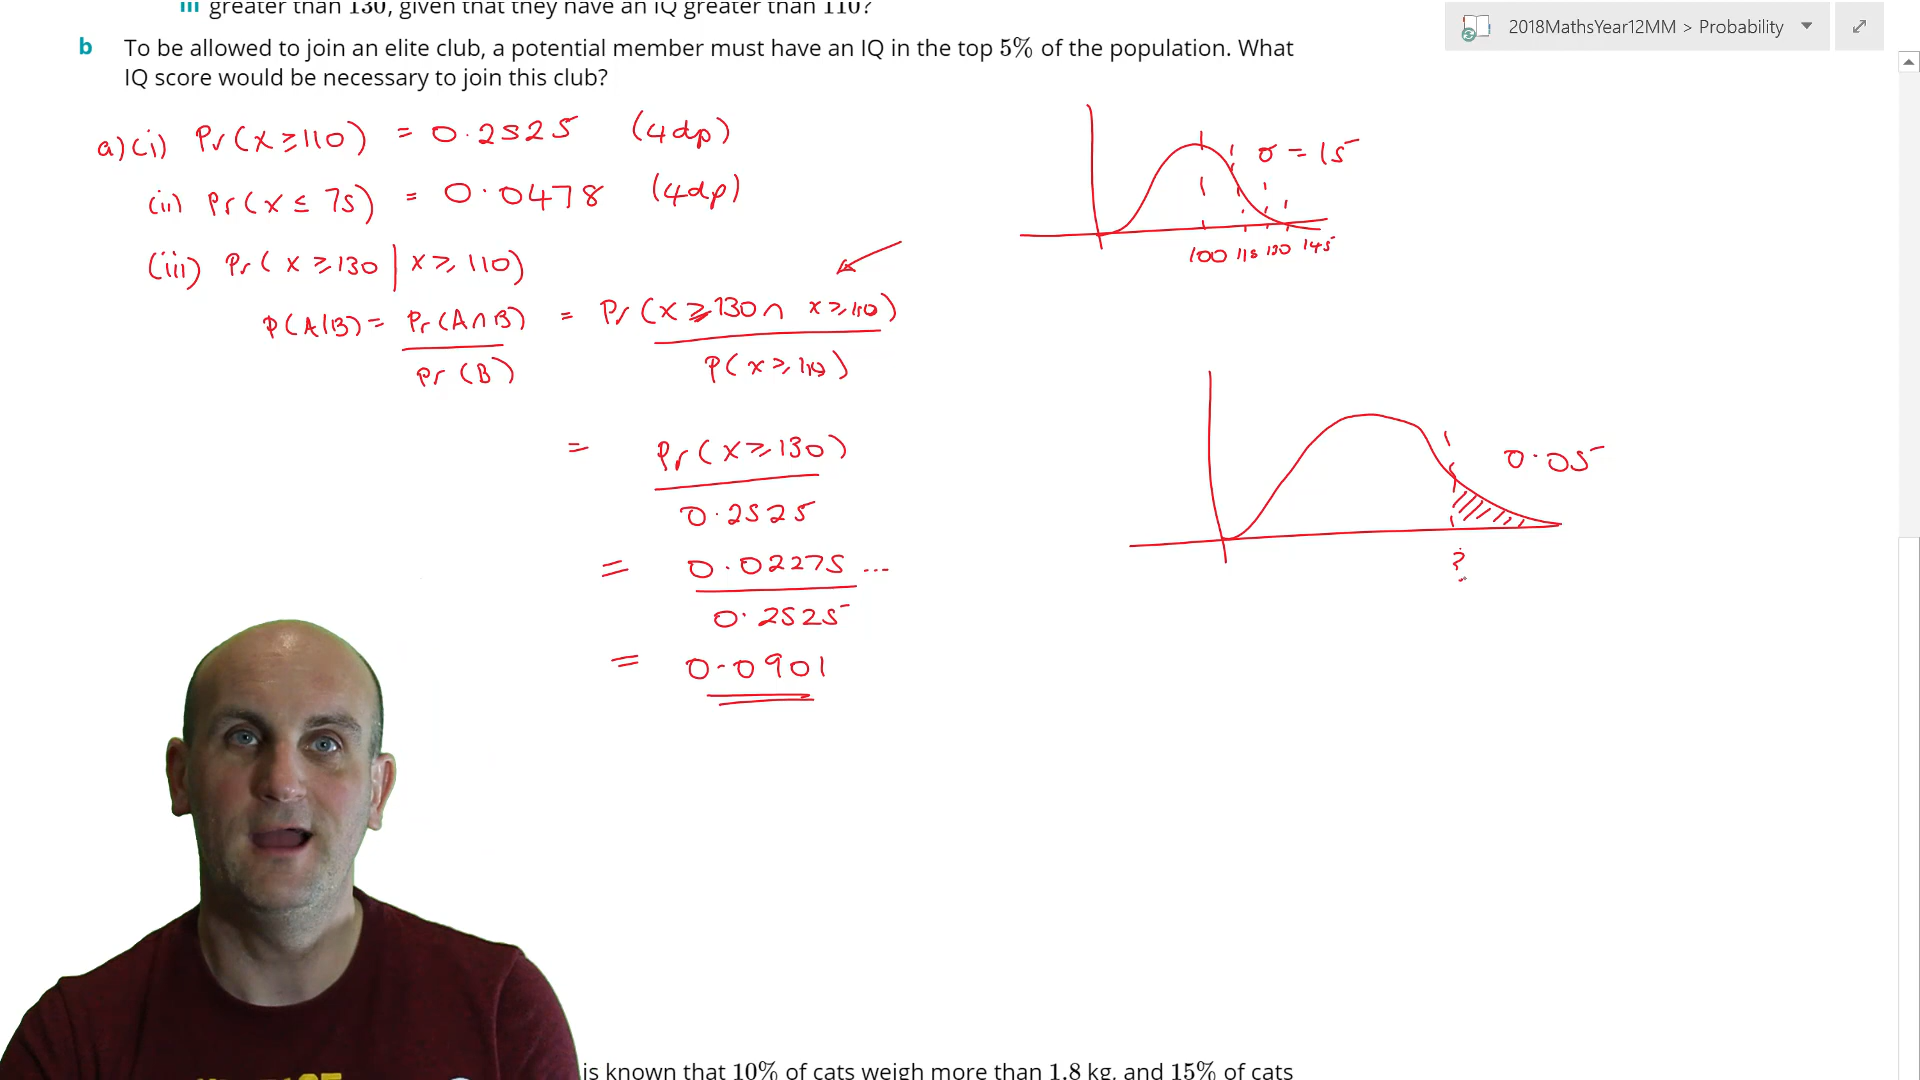 iii greater than 130, given that they have an IQ greater than 110?
2018MathsYear12MM > Probability
b To be allowed to join an elite club, a potential member must have an IQ in the top 5% of the population. What
IQ score would be necessary to join this club?
a)(i) Pr(x ≥ 110) = 0.2525 (4dp)
(ii) Pr(x ≤ 75) = 0.0478 (4dp)
(iii) Pr(x ≥ 130 | x ≥ 110)
P(A|B) = Pr(A ∩ B) = Pr(x ≥ 130 ∩ x ≥ 110)
Pr(B) P(x ≥ 110)
= Pr(x ≥ 130)
0.2525
= 0.02275 ...
0.2525
= 0.0901
σ = 15
100 115 130 145
0.05
?
is known that 10% of cats weigh more than 1.8 kg, and 15% of cats